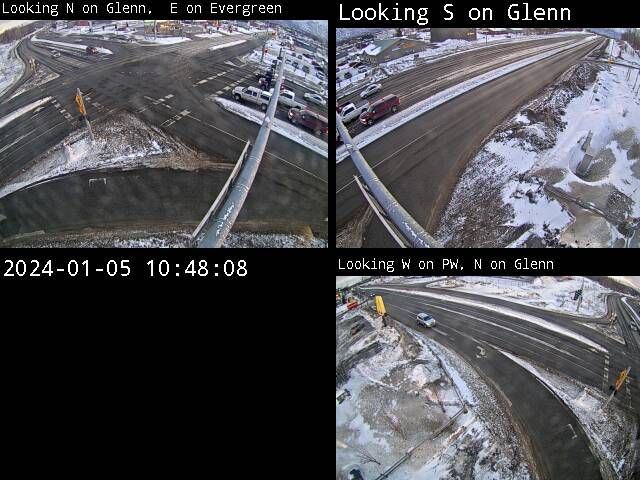 Looking N on Glenn,  E on Evergreen
Looking S on Glenn
2024-01-05 10:48:08
Looking W on PW, N on Glenn